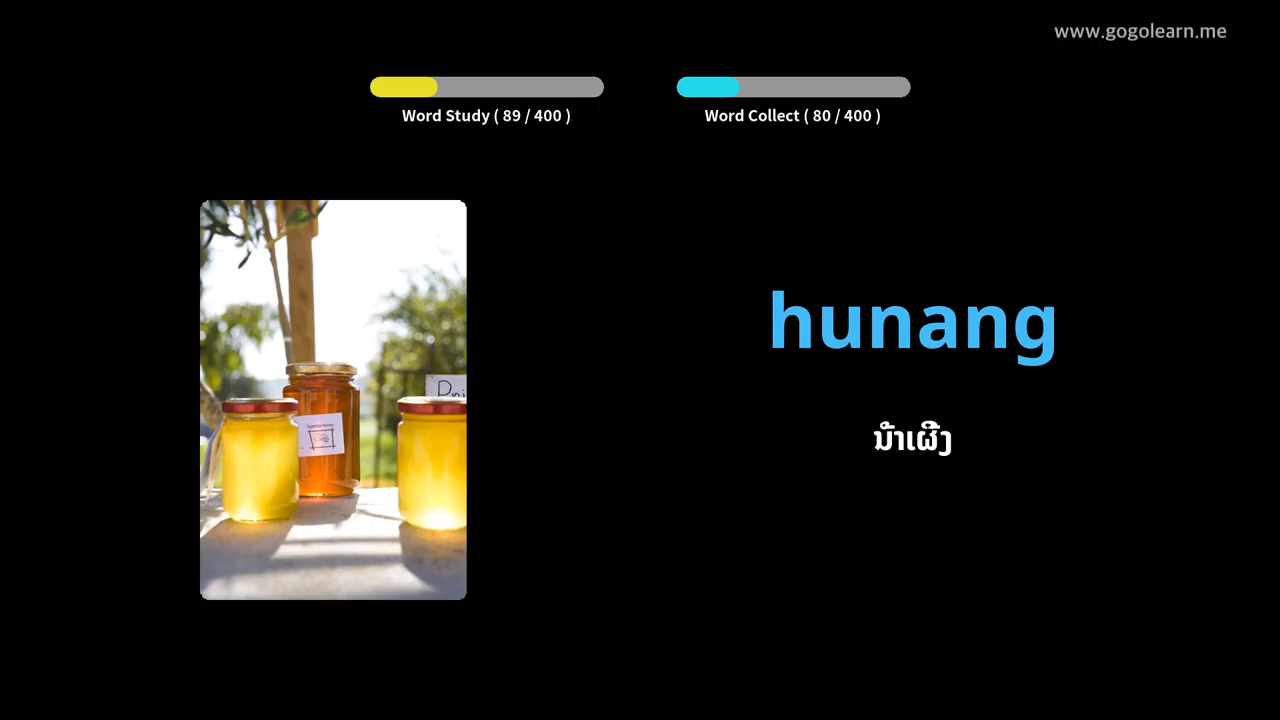 www.gogolearn.me
Word Study ( 89 / 400 )
Word Collect ( 80 / 400 )
hunang
ນ້ຳເຜີ້ງ